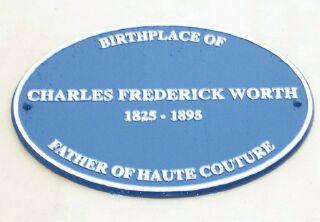 BIRTHPLACE OF
CHARLES FREDERICK WORTH
1825 - 1895
FATHER OF HAUTE COUTURE